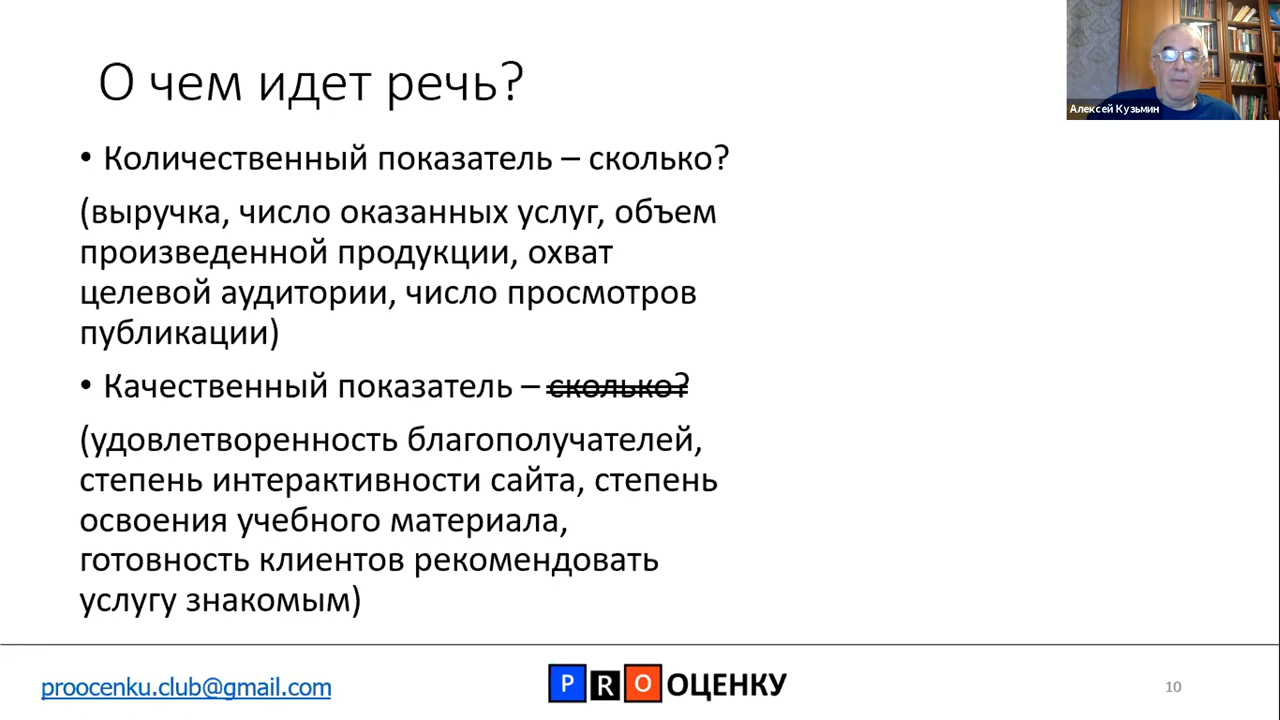 О чем идет речь?
Алексей Кузьмин
• Количественный показатель – сколько?
(выручка, число оказанных услуг, объем
произведенной продукции, охват
целевой аудитории, число просмотров
публикации)
• Качественный показатель – сколько?
(удовлетворенность благополучателей,
степень интерактивности сайта, степень
освоения учебного материала,
готовность клиентов рекомендовать
услугу знакомым)
proocenku.club@gmail.com
PRO ОЦЕНКУ
10